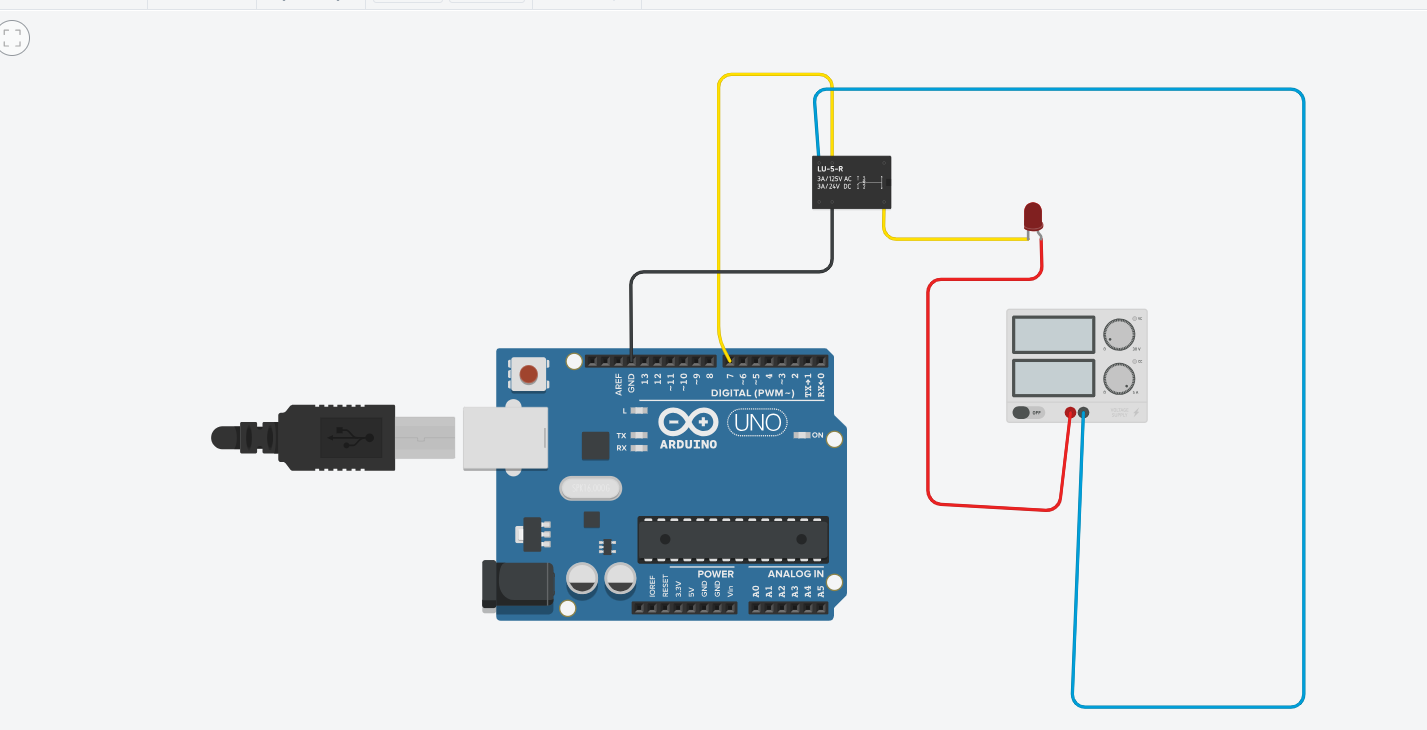 LU-5-R
3A/125V AC
3A/24V DC
AREF
GND
13
12
~11
~10
~9
8
7
~6
~5
4
~3
2
TX→1
RX←0
DIGITAL (PWM~)
L
TX
RX
ARDUINO
UNO
ON
OFF
POWER
ANALOG IN
IOREF
RESET
3.3V
5V
GND
GND
Vin
A0
A1
A2
A3
A4
A5